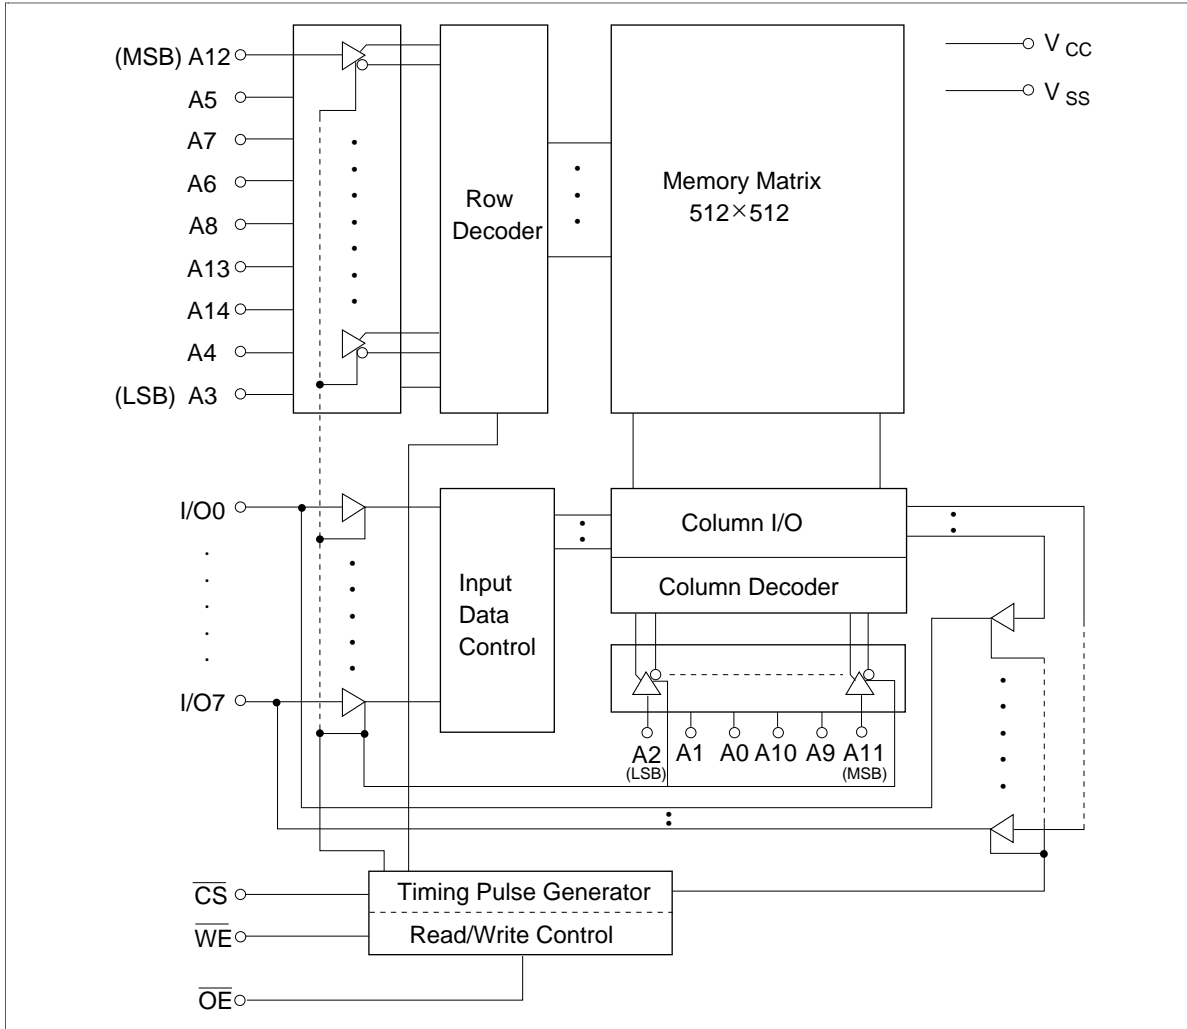 (MSB) A12
A5
A7
A6
A8
A13
A14
A4
(LSB) A3
Row
Decoder
Memory Matrix
512×512
V CC
V SS
I/O0
I/O7
Input
Data
Control
Column I/O
Column Decoder
A2 A1 A0 A10 A9 A11
(LSB) (MSB)
CS
WE
OE
Timing Pulse Generator
Read/Write Control